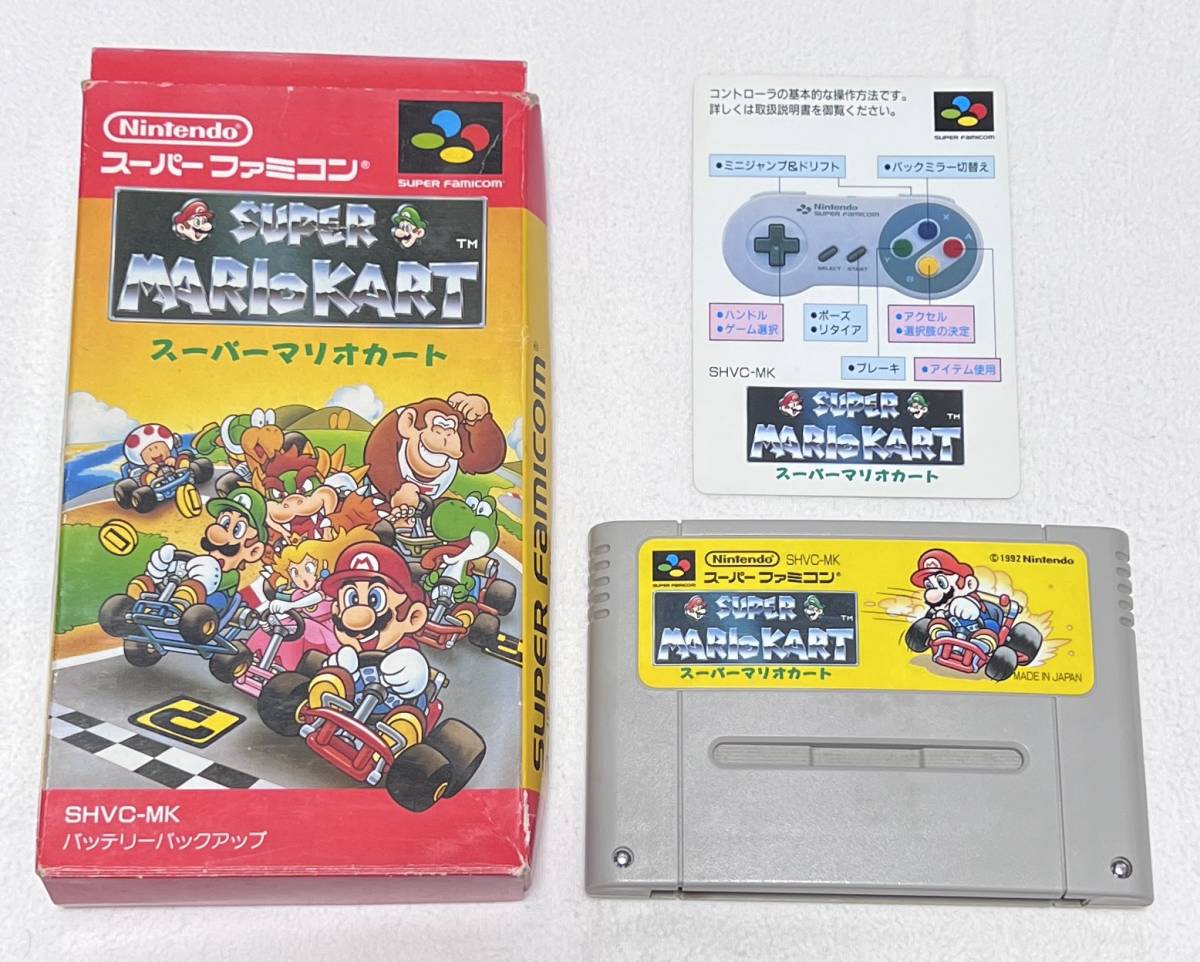 Nintendo®
スーパーファミコン®
SUPER FAMICOM
SUPER
MARIO KART
TM
スーパーマリオカート
SUPER FAMICOM®
SHVC-MK
バッテリーバックアップ
コントローラの基本的な操作方法です。
詳しくは取扱説明書を御覧ください。
SUPER FAMICOM
●ミニジャンプ&ドリフト
●バックミラー切替え
Nintendo
SUPER FAMICOM
SELECT START
X
Y
A
B
●ハンドル
●ゲーム選択
●ポーズ
●リタイア
●アクセル
●選択肢の決定
●ブレーキ
●アイテム使用
SHVC-MK
SUPER
MARIO KART
TM
スーパーマリオカート
SUPER FAMICOM
Nintendo® SHVC-MK
スーパーファミコン®
SUPER
MARIO KART
TM
スーパーマリオカート
©1992 Nintendo
MADE IN JAPAN